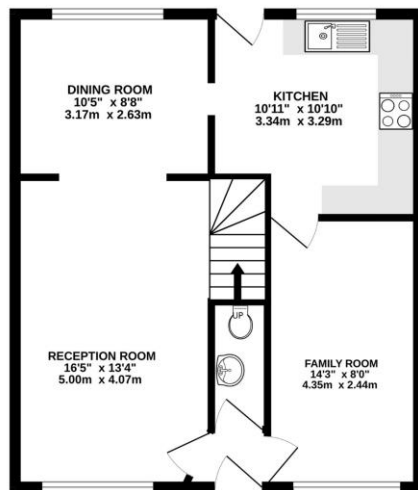 DINING ROOM
10'5" x 8'8"
3.17m x 2.63m
KITCHEN
10'11" x 10'10"
3.34m x 3.29m
UP
RECEPTION ROOM
16'5" x 13'4"
5.00m x 4.07m
FAMILY ROOM
14'3" x 8'0"
4.35m x 2.44m